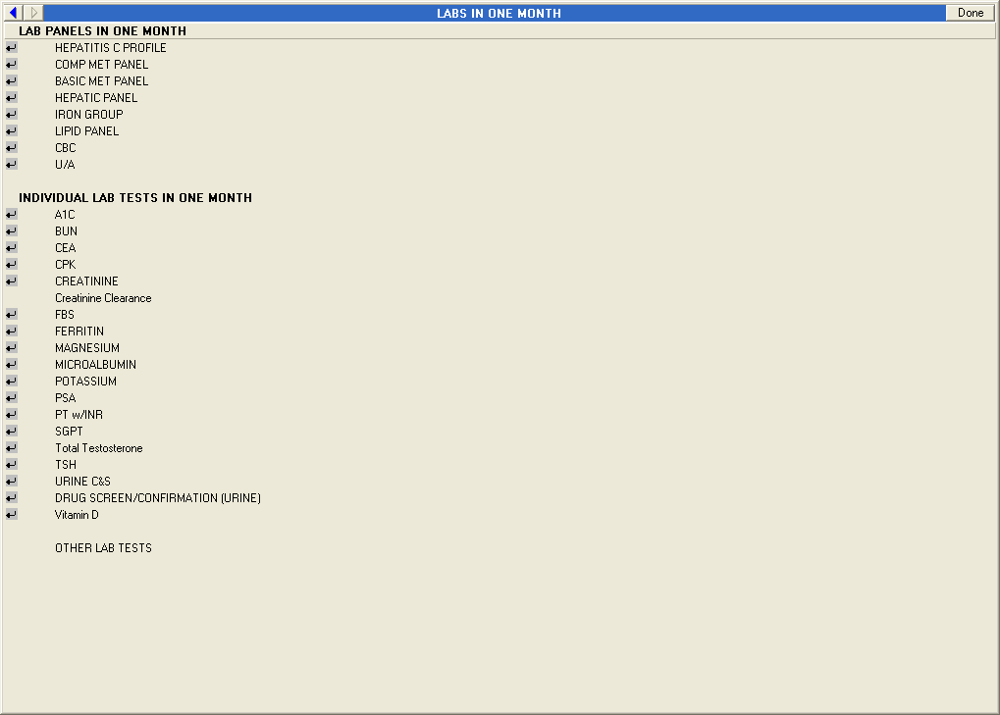 LABS IN ONE MONTH
Done
LAB PANELS IN ONE MONTH
HEPATITIS C PROFILE
COMP MET PANEL
BASIC MET PANEL
HEPATIC PANEL
IRON GROUP
LIPID PANEL
CBC
U/A
INDIVIDUAL LAB TESTS IN ONE MONTH
A1C
BUN
CEA
CPK
CREATININE
Creatinine Clearance
FBS
FERRITIN
MAGNESIUM
MICROALBUMIN
POTASSIUM
PSA
PT w/INR
SGPT
Total Testosterone
TSH
URINE C&S
DRUG SCREEN/CONFIRMATION (URINE)
Vitamin D
OTHER LAB TESTS